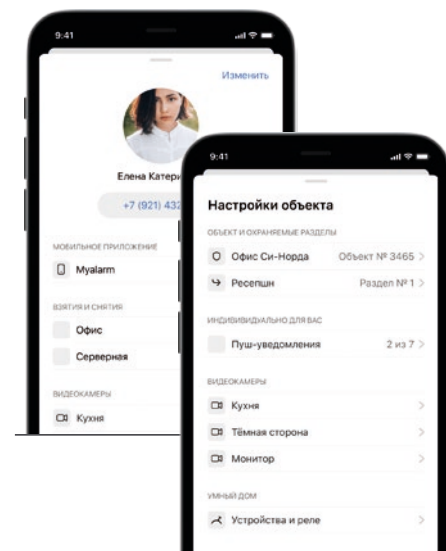 9:41
Изменить
Елена Катери
+7 (921) 432
МОБИЛЬНОЕ ПРИЛОЖЕНИЕ
Myalarm
ВЗЯТИЯ И СНЯТИЯ
Офис
Серверная
ВИДЕОКАМЕРЫ
Кухня
9:41
Настройки объекта
ОБЪЕКТ И ОХРАНЯЕМЫЕ РАЗДЕЛЫ
Офис Си-Норда Объект № 3465
Ресепшн Раздел № 1
ИНДИВИВИДУАЛЬНО ДЛЯ ВАС
Пуш-уведомления 2 из 7
ВИДЕОКАМЕРЫ
Кухня
Тёмная сторона
Монитор
УМНЫЙ ДОМ
Устройства и реле